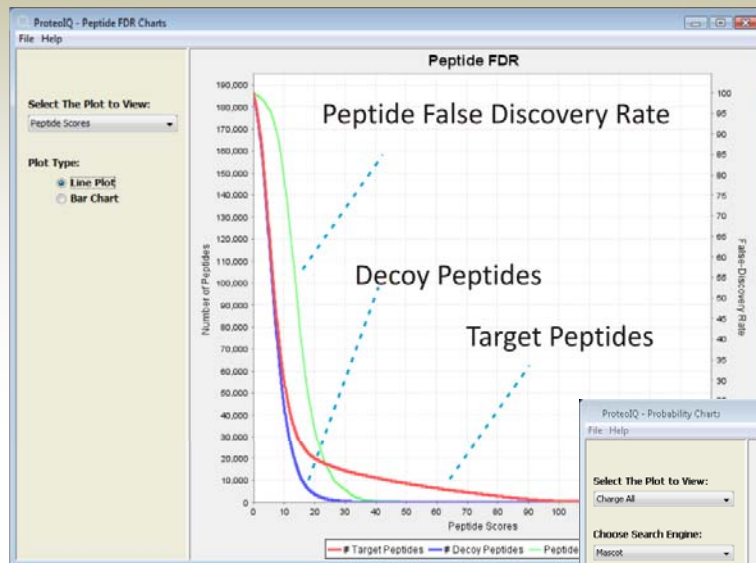 ProteoIQ - Peptide FDR Charts
File Help
Select The Plot to View:
Peptide Scores
Plot Type:
Line Plot
Bar Chart
Peptide FDR
Peptide False Discovery Rate
Decoy Peptides
Target Peptides
Number of Peptides
190,000
180,000
170,000
160,000
150,000
140,000
130,000
120,000
110,000
100,000
90,000
80,000
70,000
60,000
50,000
40,000
30,000
20,000
10,000
0
False-Discovery Rate
100
95
90
85
80
75
70
65
60
55
50
45
40
35
30
25
0 10 20 30 40 50 60 70 80 90 100
Peptide Scores
# Target Peptides # Decoy Peptides Peptide
ProteoIQ - Probability Charts
File Help
Select The Plot to View:
Charge All
Choose Search Engine:
Mascot